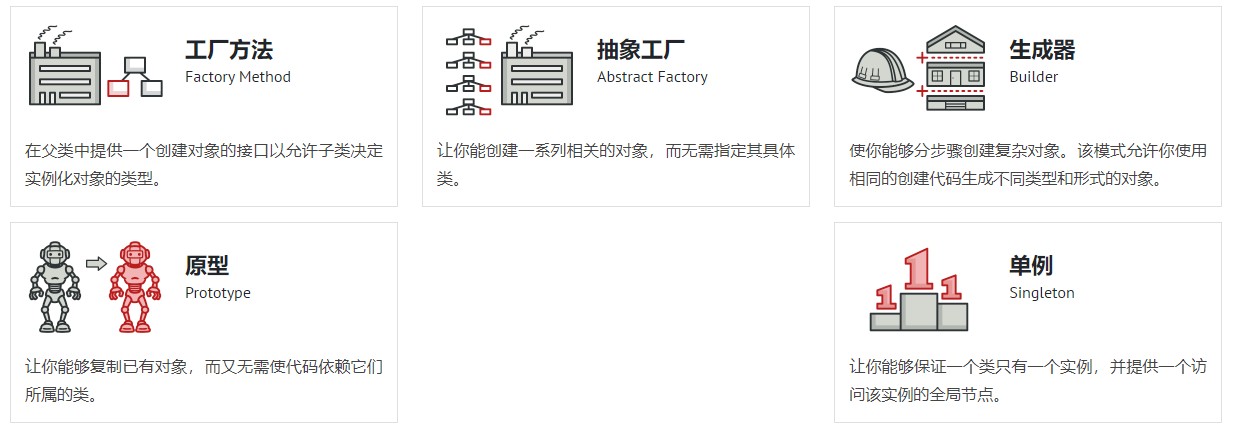 工厂方法
Factory Method
在父类中提供一个创建对象的接口以允许子类决定
实例化对象的类型。
抽象工厂
Abstract Factory
让你能创建一系列相关的对象，而无需指定其具体
类。
生成器
Builder
使你能够分步骤创建复杂对象。该模式允许你使用
相同的创建代码生成不同类型和形式的对象。
原型
Prototype
让你能够复制已有对象，而又无需使代码依赖它们
所属的类。
1
1
1
单例
Singleton
让你能够保证一个类只有一个实例，并提供一个访
问该实例的全局节点。